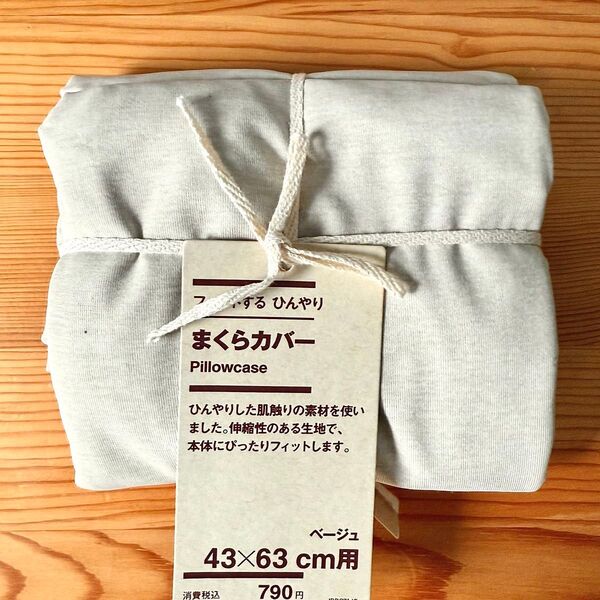 する ひんやり
まくらカバー
Pillowcase
ひんやりした肌触りの素材を使い
ました。伸縮性のある生地で、
本体にぴったりフィットします。
ベージュ
43×63 cm用
消費税込 790円